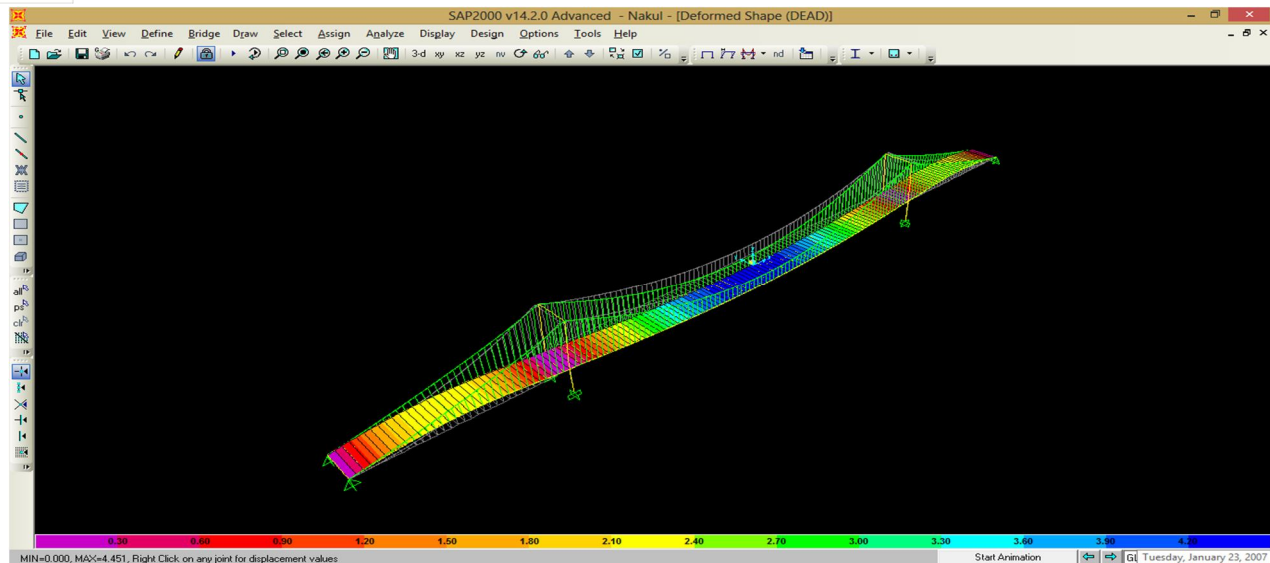 SAP2000 v14.2.0 Advanced - Nakul - [Deformed Shape (DEAD)]
File Edit View Define Bridge Draw Select Assign Analyze Display Design Options Tools Help
3-d xy xz yz nv nd
all
ps
clr
0.30 0.60 0.90 1.20 1.50 1.80 2.10 2.40 2.70 3.00 3.30 3.60 3.90 4.20
MIN=0.000, MAX=4.451, Right Click on any joint for displacement values Start Animation Tuesday, January 23, 2007